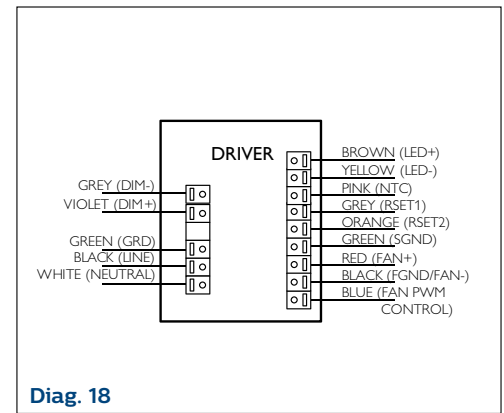 DRIVER
GREY (DIM-)
VIOLET (DIM+)
GREEN (GRD)
BLACK (LINE)
WHITE (NEUTRAL)
BROWN (LED+)
YELLOW (LED-)
PINK (NTC)
GREY (RSET1)
ORANGE (RSET2)
GREEN (SGND)
RED (FAN+)
BLACK (FGND/FAN-)
BLUE (FAN PWM
CONTROL)
Diag. 18